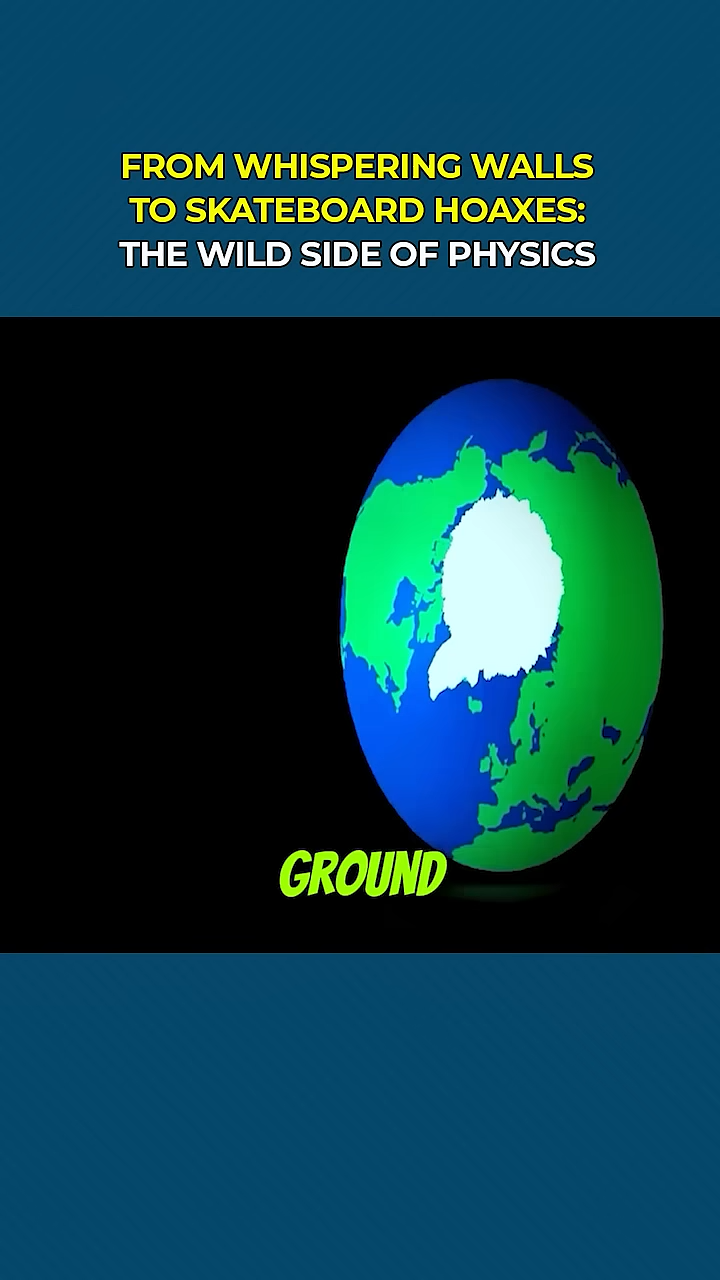 FROM WHISPERING WALLS
TO SKATEBOARD HOAXES:
THE WILD SIDE OF PHYSICS
GROUND